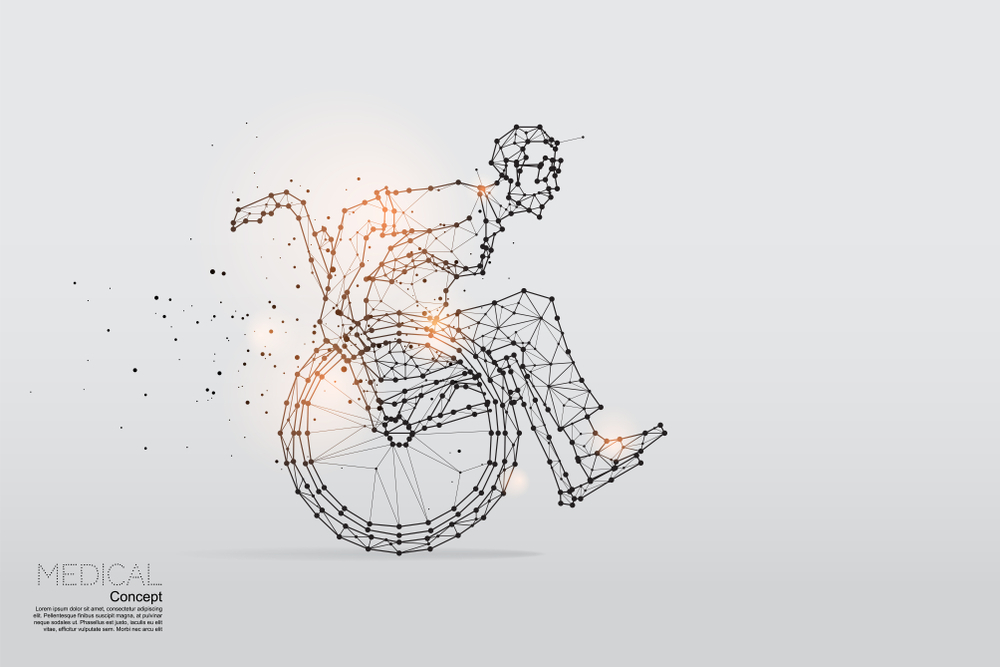 MEDICAL
Concept
Lorem ipsum dolor sit amet, consectetur adipiscing
elit. Pellentesque finibus suscipit magna, at pulvinar
neque sodales ut. Phasellus est justo, iaculis eu elit
vitae, efficitur vulputate sem. Morbi nec arcu elit